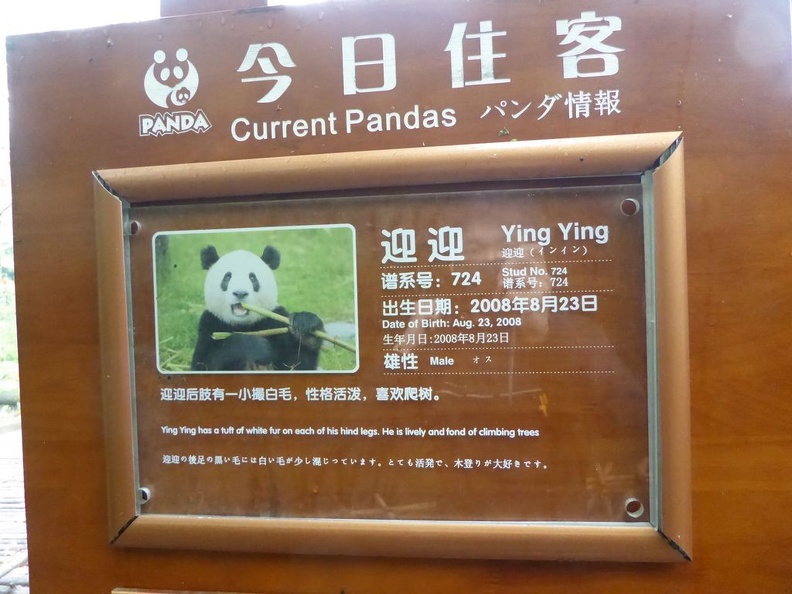 今日住客
PANDA
Current Pandas パンダ情報
迎迎 Ying Ying
迎迎（インイン）
谱系号：724 Stud No. 724
谱系号：724
出生日期：2008年8月23日
Date of Birth: Aug. 23, 2008
生年月日:2008年8月23日
雄性 Male オス
迎迎后肢有一小撮白毛，性格活泼，喜欢爬树。
Ying Ying has a tuft of white fur on each of his hind legs. He is lively and fond of climbing trees
迎迎の後足の黒い毛には白い毛が少し混じっています。とても活発で、木登りが大好きです。